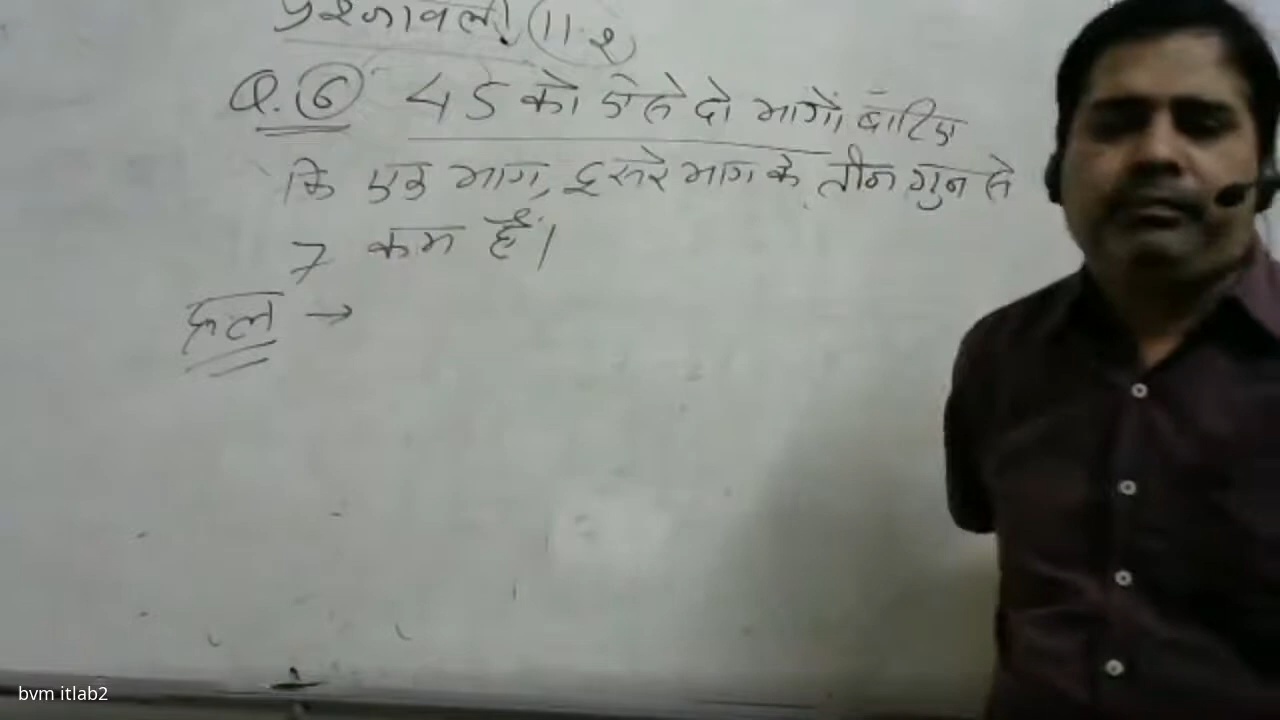 प्रश्नावली (11.2)
Q.⑥ 45 को ऐसे दो भागों बांटिए
कि एक भाग, दुसरे भाग के तीन गुन से
7 कम है।
हल →
bvm itlab2